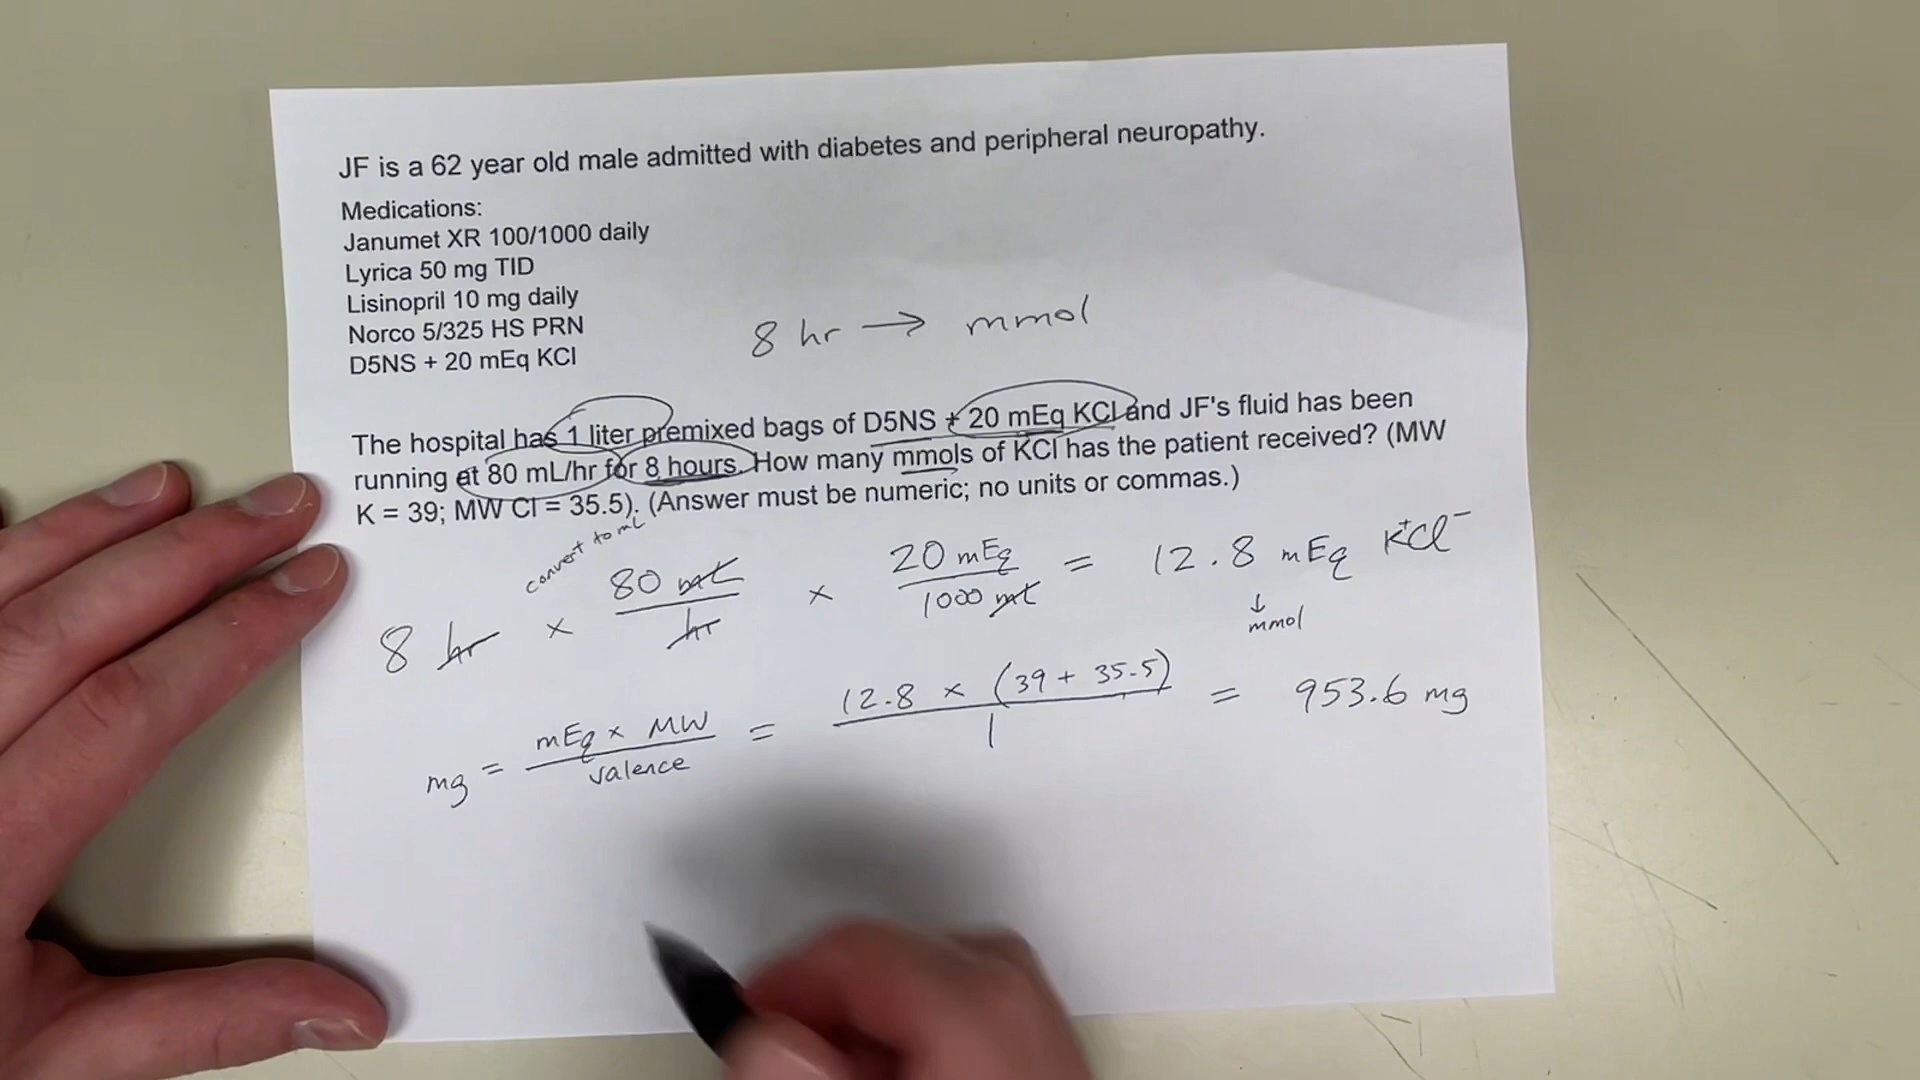 JF is a 62 year old male admitted with diabetes and peripheral neuropathy.
Medications:
Janumet XR 100/1000 daily
Lyrica 50 mg TID
Lisinopril 10 mg daily
Norco 5/325 HS PRN
D5NS + 20 mEq KCl
8 hr → mmol
The hospital has 1 liter premixed bags of D5NS + 20 mEq KCl and JF's fluid has been
running at 80 mL/hr for 8 hours. How many mmols of KCl has the patient received? (MW
K = 39; MW Cl = 35.5). (Answer must be numeric; no units or commas.)
convert to mL
8 hr × 80 mL/hr × 20 mEq/1000 mL = 12.8 mEq K⁺Cl⁻
↓
mmol
mg = mEq × MW/valence = 12.8 × (39 + 35.5)/1 = 953.6 mg